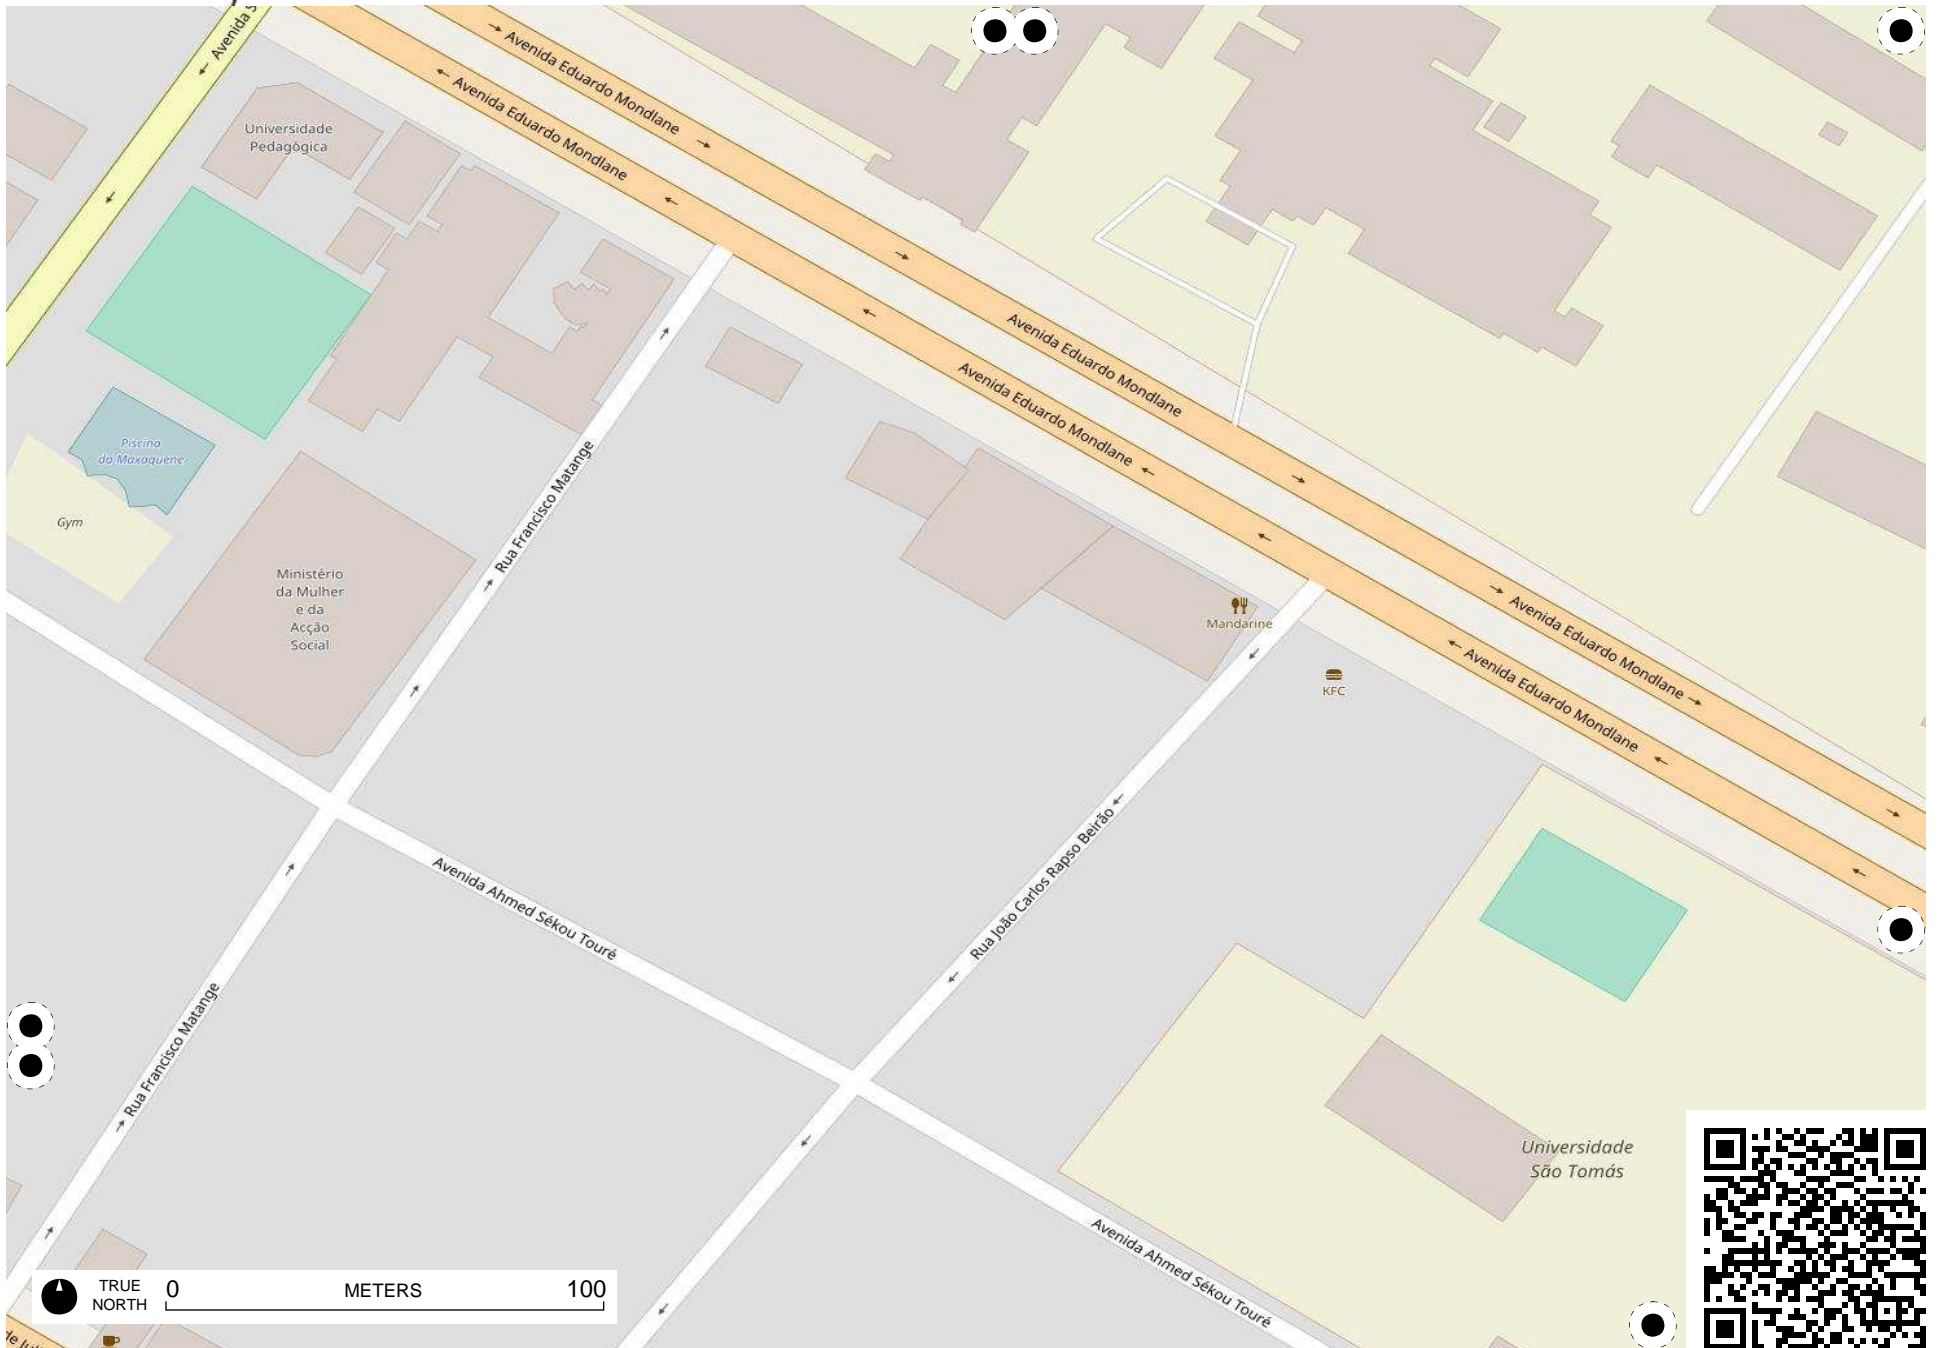 Avenida S
Avenida Eduardo Mondlane
Avenida Eduardo Mondlane
Universidade
Pedagógica
Avenida Eduardo Mondlane
Avenida Eduardo Mondlane
Piscina
do Maxaquene
Gym
Rua Francisco Matange
Ministério
da Mulher
e da
Acção
Social
Mandarine
KFC
Avenida Eduardo Mondlane
Avenida Eduardo Mondlane
Rua João Carlos Rapso Beirão
Avenida Ahmed Sékou Touré
Rua Francisco Matange
Universidade
São Tomás
Avenida Ahmed Sékou Touré
TRUE
NORTH
0
METERS
100